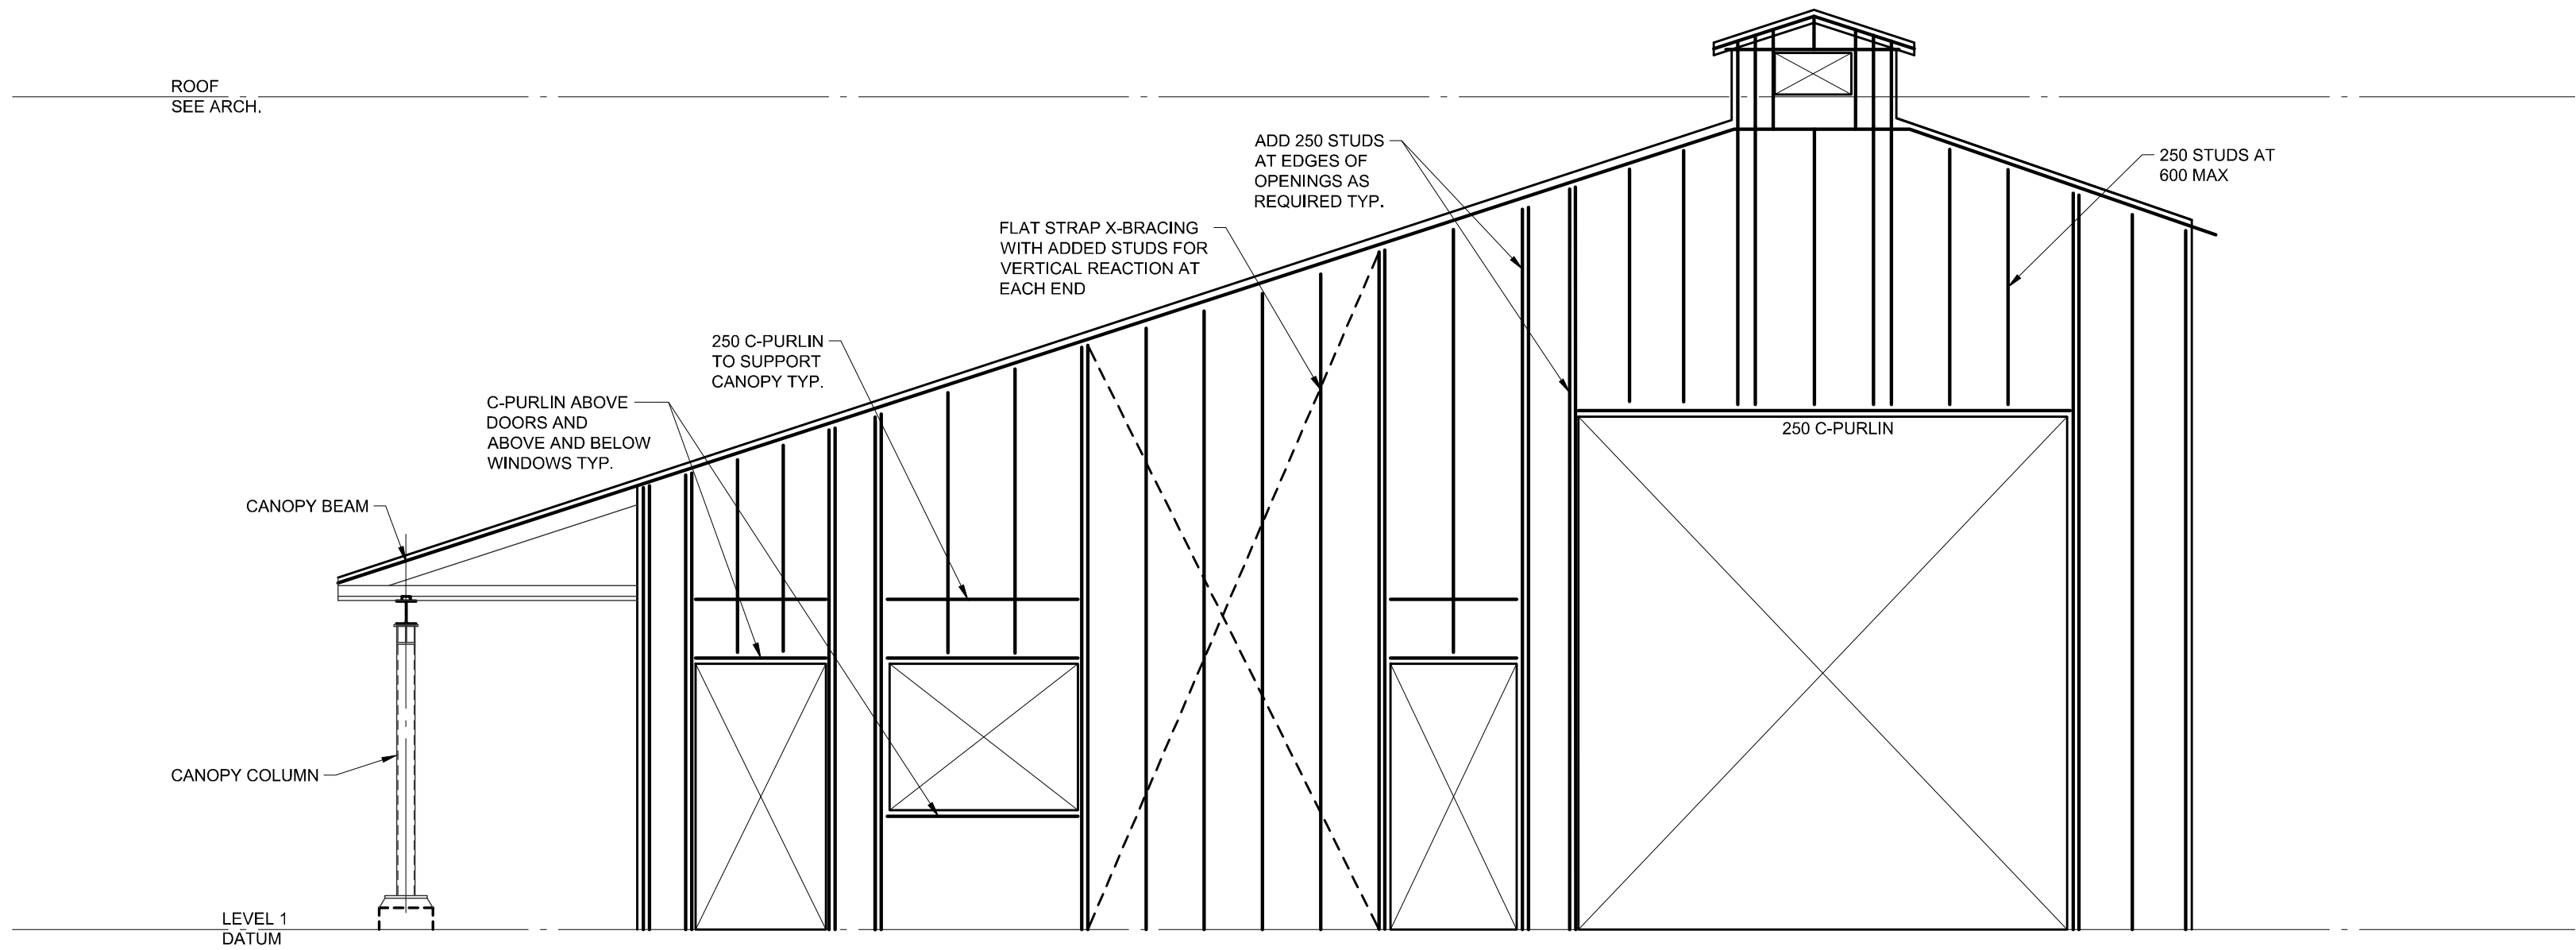 ROOF
SEE ARCH.
ADD 250 STUDS
AT EDGES OF
OPENINGS AS
REQUIRED TYP.
250 STUDS AT
600 MAX
FLAT STRAP X-BRACING
WITH ADDED STUDS FOR
VERTICAL REACTION AT
EACH END
250 C-PURLIN
TO SUPPORT
CANOPY TYP.
C-PURLIN ABOVE
DOORS AND
ABOVE AND BELOW
WINDOWS TYP.
250 C-PURLIN
CANOPY BEAM
CANOPY COLUMN
LEVEL 1
DATUM